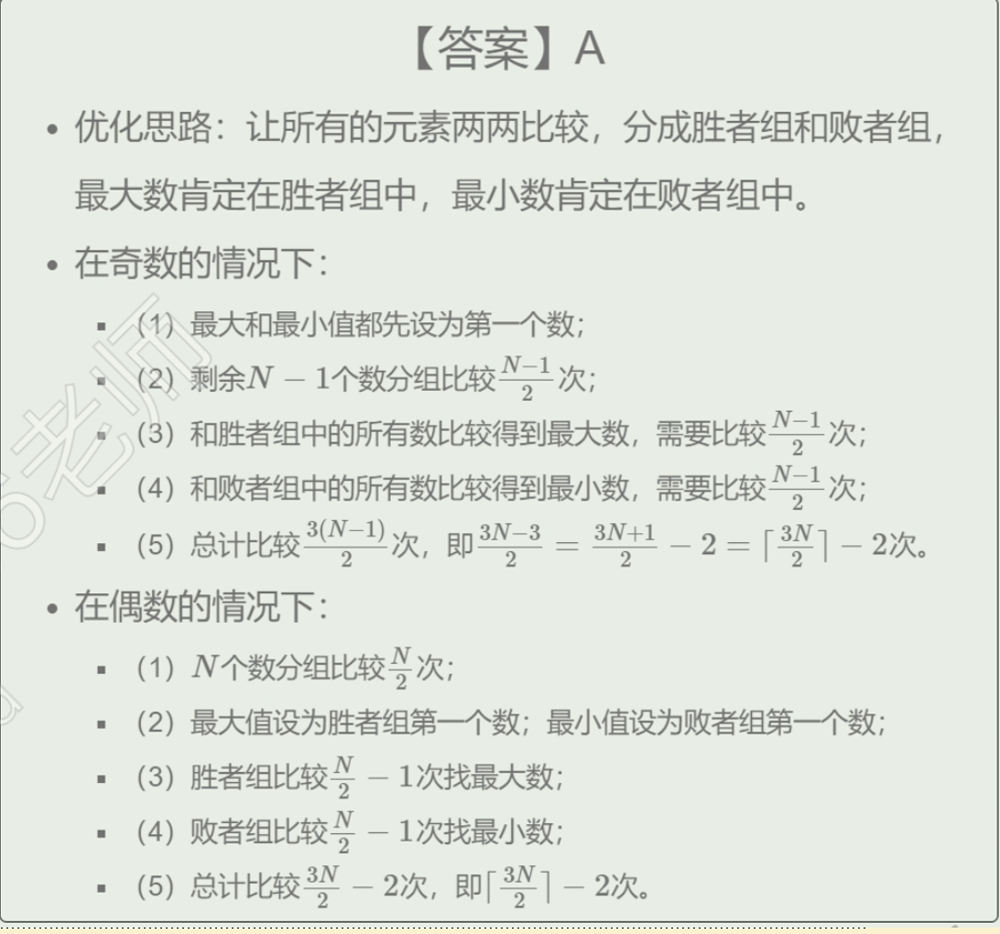 【答案】A
• 优化思路：让所有的元素两两比较，分成胜者组和败者组，
最大数肯定在胜者组中，最小数肯定在败者组中。
• 在奇数的情况下：
▪ （1）最大和最小值都先设为第一个数；
▪ （2）剩余N − 1个数分组比较\frac{N−1}{2}次；
▪ （3）和胜者组中的所有数比较得到最大数，需要比较\frac{N−1}{2}次；
▪ （4）和败者组中的所有数比较得到最小数，需要比较\frac{N−1}{2}次；
▪ （5）总计比较\frac{3(N−1)}{2}次，即\frac{3N−3}{2} = \frac{3N+1}{2} − 2 = ⌈\frac{3N}{2}⌉ − 2次。
• 在偶数的情况下：
▪ （1）N个数分组比较\frac{N}{2}次；
▪ （2）最大值设为胜者组第一个数；最小值设为败者组第一个数；
▪ （3）胜者组比较\frac{N}{2} − 1次找最大数；
▪ （4）败者组比较\frac{N}{2} − 1次找最小数；
▪ （5）总计比较\frac{3N}{2} − 2次，即⌈\frac{3N}{2}⌉ − 2次。
6老师